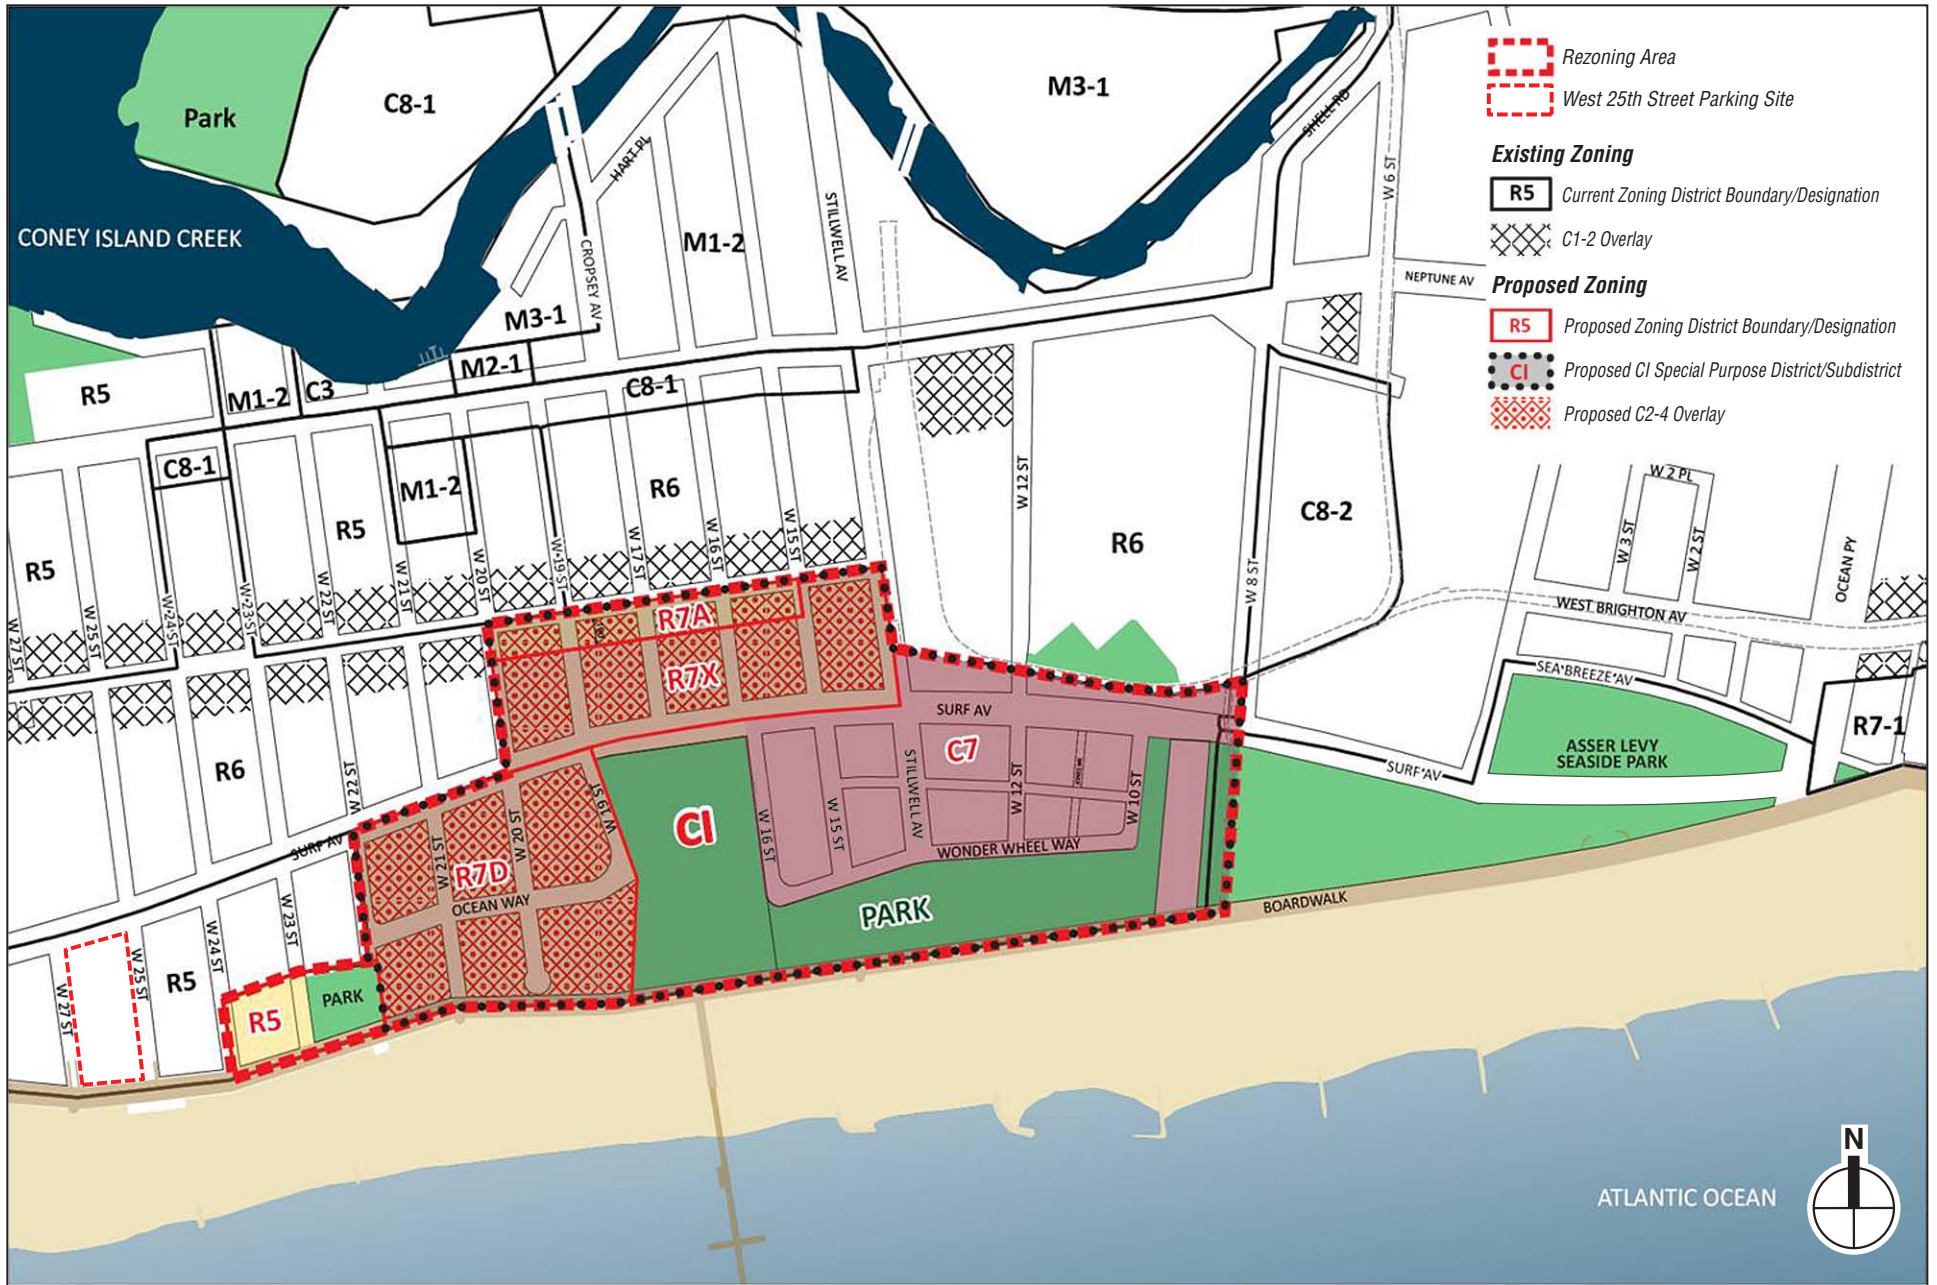 Park
C8-1
M3-1
SHELL RD
W 6 ST
HART PL
CONEY ISLAND CREEK
M1-2
STILLWELL AV
CROPSEY AV
NEPTUNE AV
M3-1
M2-1
C8-1
R5
M1-2
C3
C8-1
M1-2
R6
W 12 ST
C8-2
R5
R5
R6
W 8 ST
W 2 PL
W 3 ST
W 2 ST
OCEAN PY
WEST BRIGHTON AV
SEA BREEZE AV
R7-1
W 27 ST
W 25 ST
W 24 ST
W 23 ST
W 22 ST
W 21 ST
W 20 ST
W 19 ST
W 17 ST
W 16 ST
W 15 ST
R7A
R7X
SURF AV
C7
ASSER LEVY
SEASIDE PARK
SURF AV
R6
W 22 ST
W 19 ST
CI
W 16 ST
W 15 ST
STILLWELL AV
W 12 ST
W 10 ST
WONDER WHEEL WAY
SURF AV
W 21 ST
W 20 ST
R7D
OCEAN WAY
PARK
BOARDWALK
W 27 ST
W 25 ST
R5
W 24 ST
W 23 ST
R5
PARK
ATLANTIC OCEAN
N
Rezoning Area
West 25th Street Parking Site
Existing Zoning
R5 Current Zoning District Boundary/Designation
C1-2 Overlay
Proposed Zoning
R5 Proposed Zoning District Boundary/Designation
CI Proposed CI Special Purpose District/Subdistrict
Proposed C2-4 Overlay